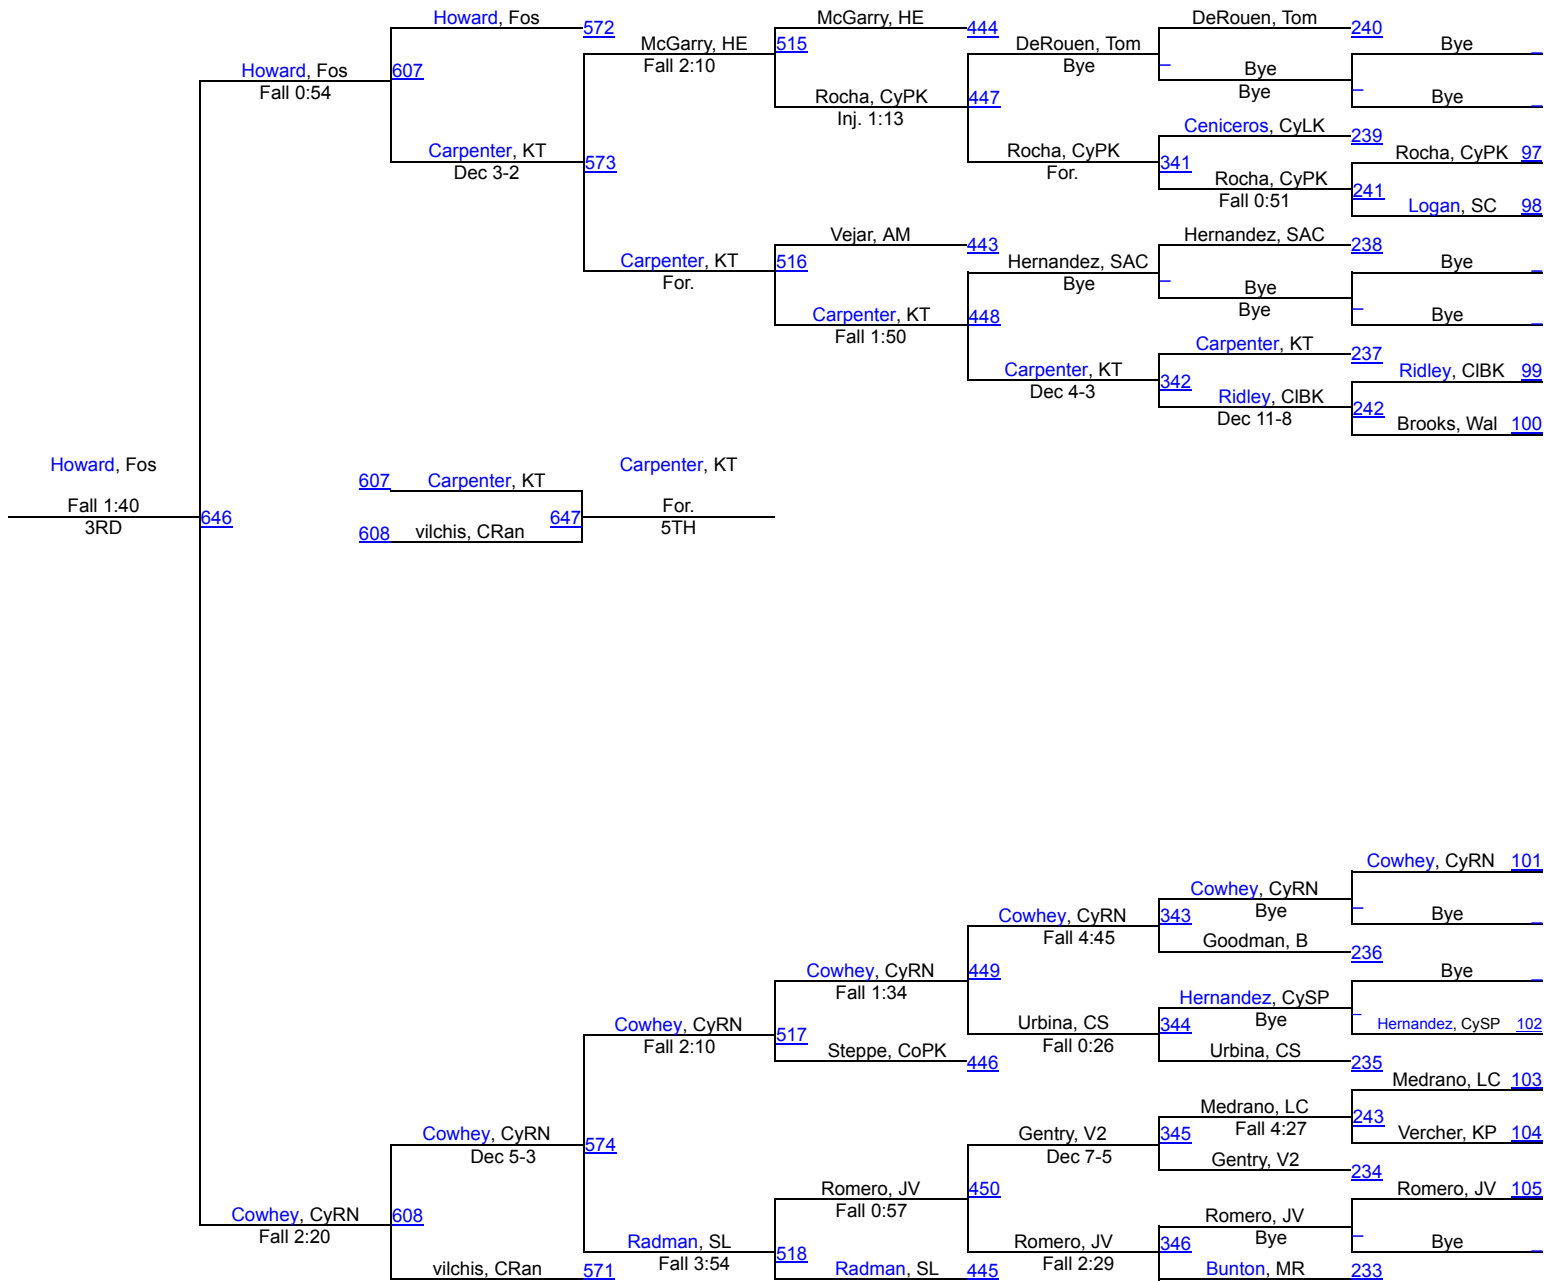 Howard, Fos
572
McGarry, HE
444
DeRouen, Tom
240
McGarry, HE
515
DeRouen, Tom
Bye
_
Fall 2:10
Bye
_
Bye
Howard, Fos
607
Bye
Fall 0:54
_
Rocha, CyPK
447
Bye
_
Inj. 1:13
Ceniceros, CyLK
239
Carpenter, KT
573
Rocha, CyPK
341
Rocha, CyPK 97
Dec 3-2
For.
Rocha, CyPK
241
Fall 0:51
Logan, SC 98
Vejar, AM
443
Hernandez, SAC
238
Carpenter, KT
516
Hernandez, SAC
Bye
_
For.
Bye
_
Bye
Bye
_
Carpenter, KT
448
Bye
_
Fall 1:50
Carpenter, KT
237
Carpenter, KT
342
Ridley, ClBK 99
Dec 4-3
Ridley, ClBK
242
Dec 11-8
Brooks, Wal 100
Howard, Fos
Carpenter, KT
607 Carpenter, KT
Fall 1:40
646
647
For.
3RD
608 vilchis, CRan
5TH
Cowhey, CyRN 101
Cowhey, CyRN
Cowhey, CyRN
343
Bye
_
Bye
_
Fall 4:45
Goodman, B
236
Cowhey, CyRN
449
Bye
_
Fall 1:34
Hernandez, CySP
Cowhey, CyRN
517
Urbina, CS
344
Bye
_
Hernandez, CySP 102
Fall 2:10
Steppe, CoPK
446
Fall 0:26
Urbina, CS
235
Medrano, LC 103
Medrano, LC
243
Cowhey, CyRN
574
Gentry, V2
345
Fall 4:27
Vercher, KP 104
Dec 5-3
Dec 7-5
Gentry, V2
234
Romero, JV
450
Romero, JV 105
Cowhey, CyRN
608
Fall 0:57
Romero, JV
Fall 2:20
Radman, SL
518
Romero, JV
346
Bye
_
Bye
_
Fall 3:54
Fall 2:29
vilchis, CRan
571
Radman, SL
445
Bunton, MR
233